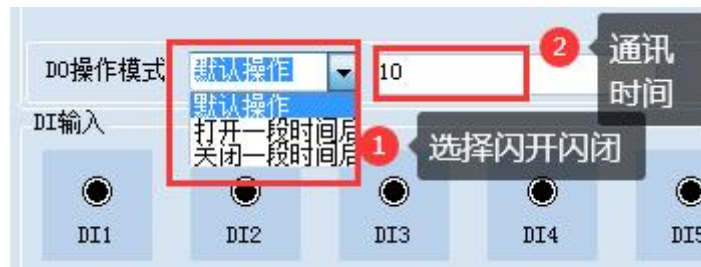 DO操作模式
默认操作
10
2
通讯
时间
默认操作
打开一段时间后
关闭一段时间后
1
选择闪开闪闭
DI输入
DI1
DI2
DI3
DI4
DI5